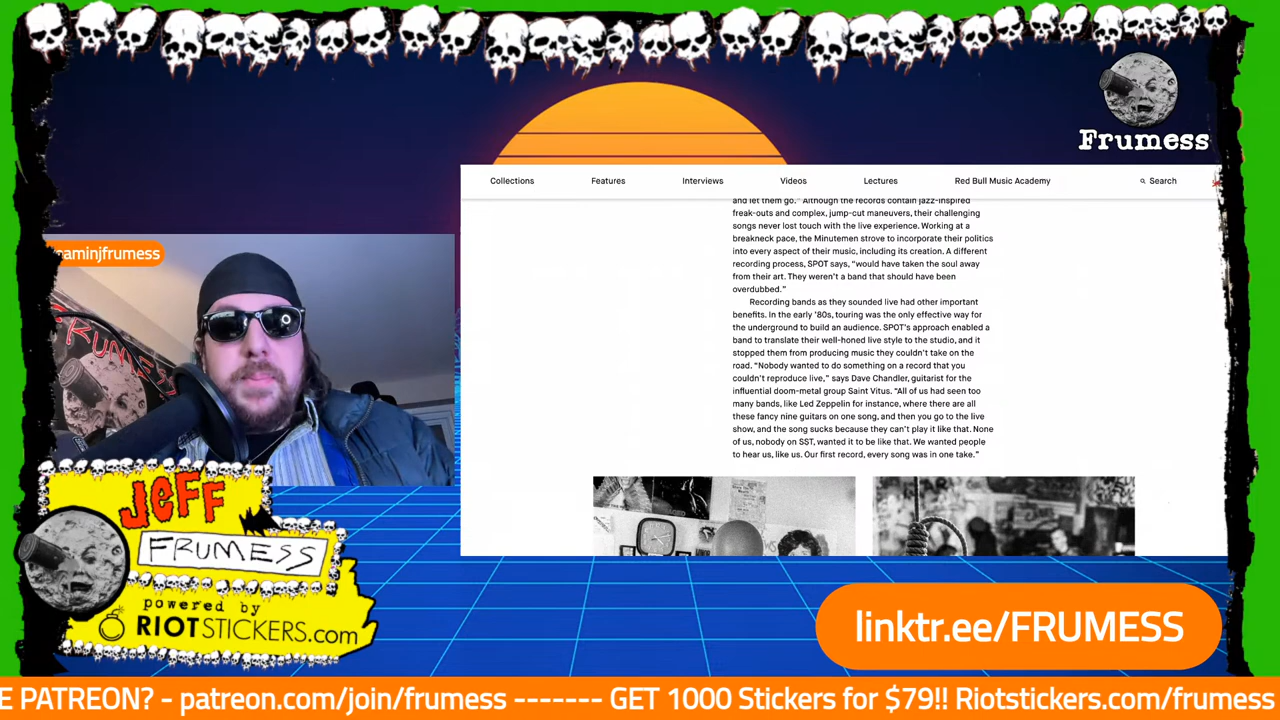 Frumess
Collections Features Interviews Videos Lectures Red Bull Music Academy Search
and let them go." Although the records contain jazz-inspired
freak-outs and complex, jump-cut maneuvers, their challenging
songs never lost touch with the live experience. Working at a
breakneck pace, the Minutemen strove to incorporate their politics
into every aspect of their music, including its creation. A different
recording process, SPOT says, “would have taken the soul away
from their art. They weren’t a band that should have been
overdubbed.”
Recording bands as they sounded live had other important
benefits. In the early ’80s, touring was the only effective way for
the underground to build an audience. SPOT’s approach enabled a
band to translate their well-honed live style to the studio, and it
stopped them from producing music they couldn’t take on the
road. “Nobody wanted to do something on a record that you
couldn’t reproduce live,” says Dave Chandler, guitarist for the
influential doom-metal group Saint Vitus. “All of us had seen too
many bands, like Led Zeppelin for instance, where there are all
these fancy nine guitars on one song, and then you go to the live
show, and the song sucks because they can’t play it like that. None
of us, nobody on SST, wanted it to be like that. We wanted people
to hear us, like us. Our first record, every song was in one take.”
naminjfrumess
FRUMESS
JEFF
FRUMESS
powered by
RIOTSTICKERS.com
linktr.ee/FRUMESS
E PATREON? - patreon.com/join/frumess ------- GET 1000 Stickers for $79!! Riotstickers.com/frumess